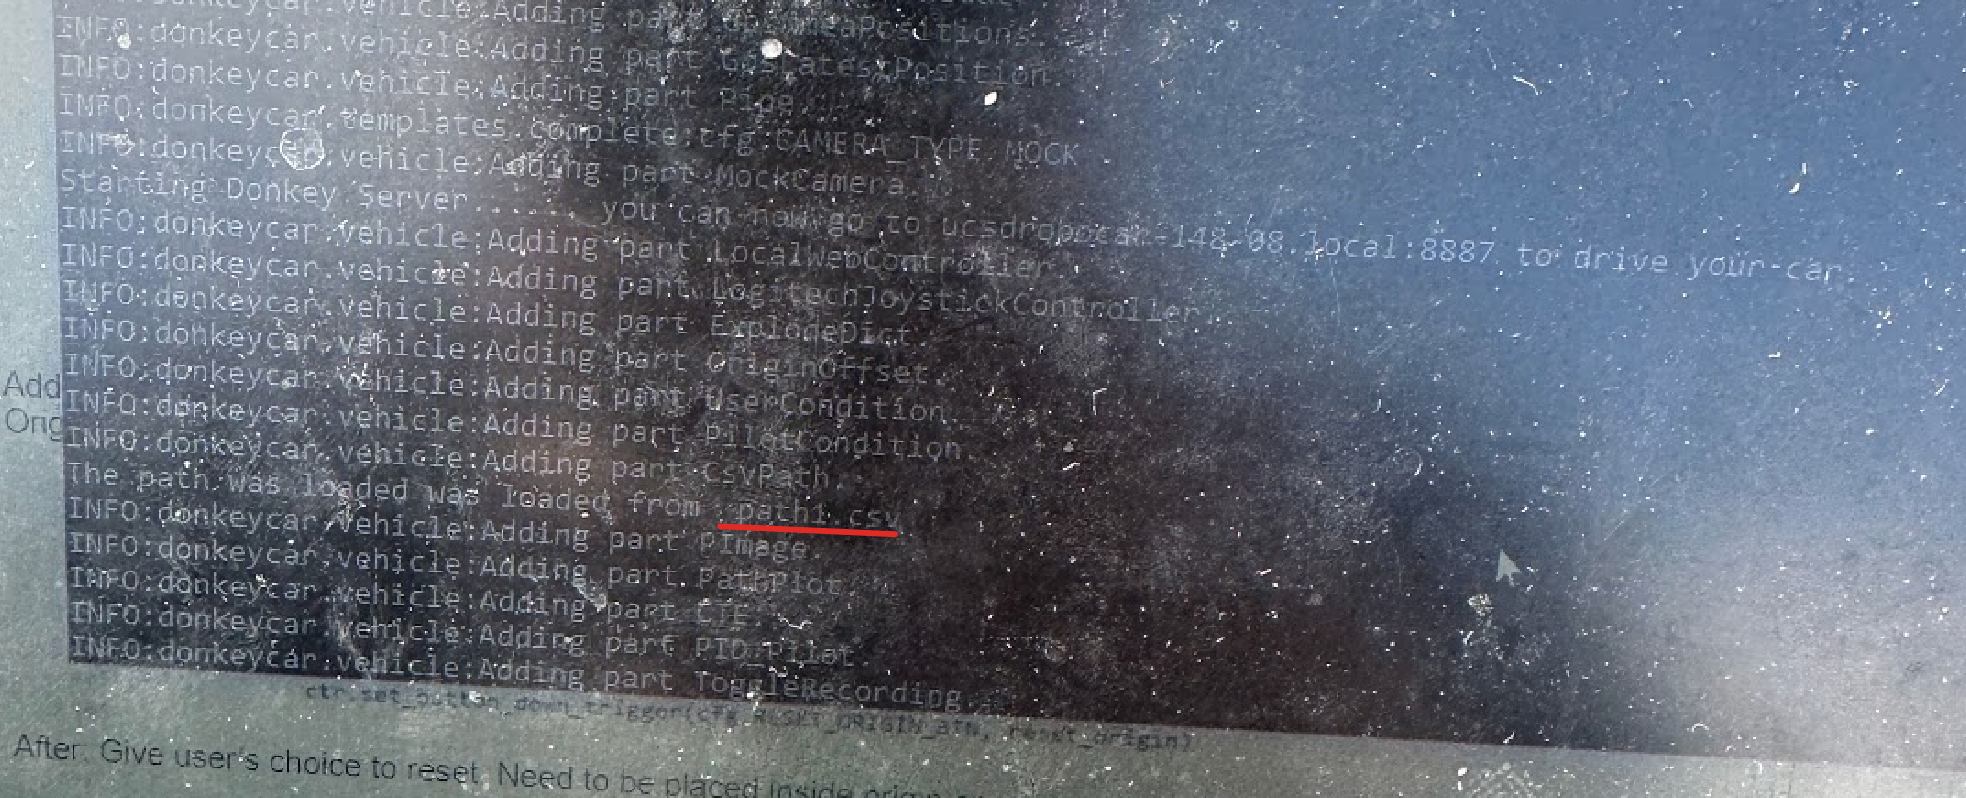 donkeycar.vehicle:Adding part
INFO:donkeycar.vehicle:Adding part GpsLatestPosition.
INFO:donkeycar.vehicle:Adding part Pipe.
INFO:donkeycar.templates.complete:cfg.CAMERA_TYPE MOCK
INFO:donkeycar.vehicle:Adding part MockCamera.
Starting Donkey Server... you can now go to ucsdrobocar-148-08.local:8887 to drive your car.
INFO:donkeycar.vehicle:Adding part LocalWebController.
INFO:donkeycar.vehicle:Adding part LogitechJoystickController.
INFO:donkeycar.vehicle:Adding part ExplodeDict.
INFO:donkeycar.vehicle:Adding part OriginOffset.
INFO:donkeycar.vehicle:Adding part UserCondition.
INFO:donkeycar.vehicle:Adding part PilotCondition.
INFO:donkeycar.vehicle:Adding part CsvPath.
The path was loaded was loaded from path1.csv
INFO:donkeycar.vehicle:Adding part PImage.
INFO:donkeycar.vehicle:Adding part PathPlot.
INFO:donkeycar.vehicle:Adding part CTE.
INFO:donkeycar.vehicle:Adding part PID_Pilot.
INFO:donkeycar.vehicle:Adding part ToggleRecording.
Add
Orig
ctr.set_button_down_trigger(cfg.RESET_ORIGIN_BTN, reset_origin)
After: Give user's choice to reset. Need to be placed inside